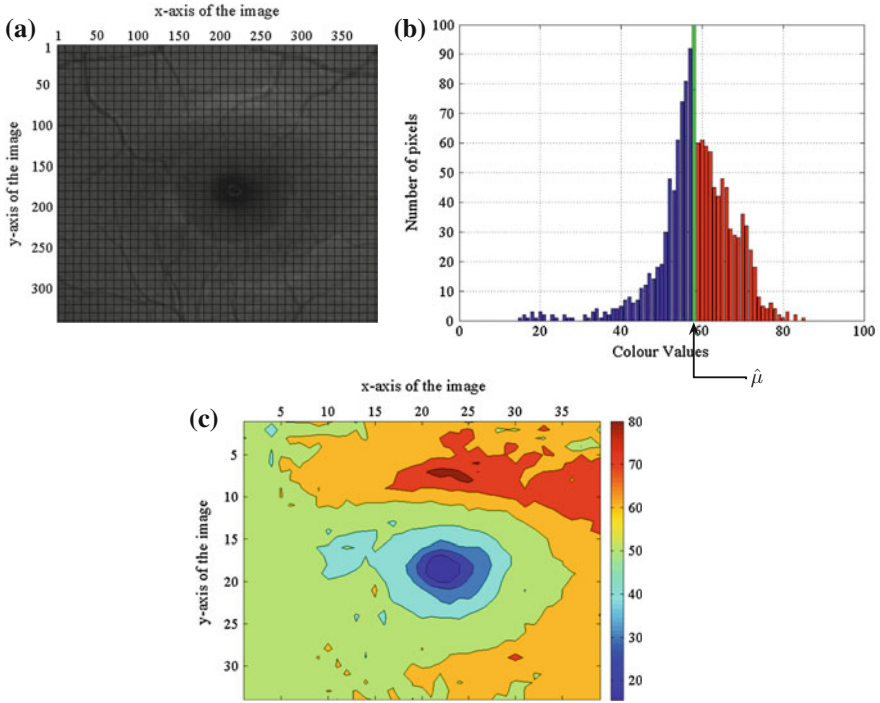 x-axis of the image
(a)
1 50 100 150 200 250 300 350
1
50
100
150
200
250
300
y-axis of the image
(b)
100
90
80
70
60
50
40
30
20
10
0
Number of pixels
0 20 40 60 80 100
Colour Values
μ̂
x-axis of the image
(c)
5 10 15 20 25 30 35
5
10
15
20
25
30
y-axis of the image
80
70
60
50
40
30
20